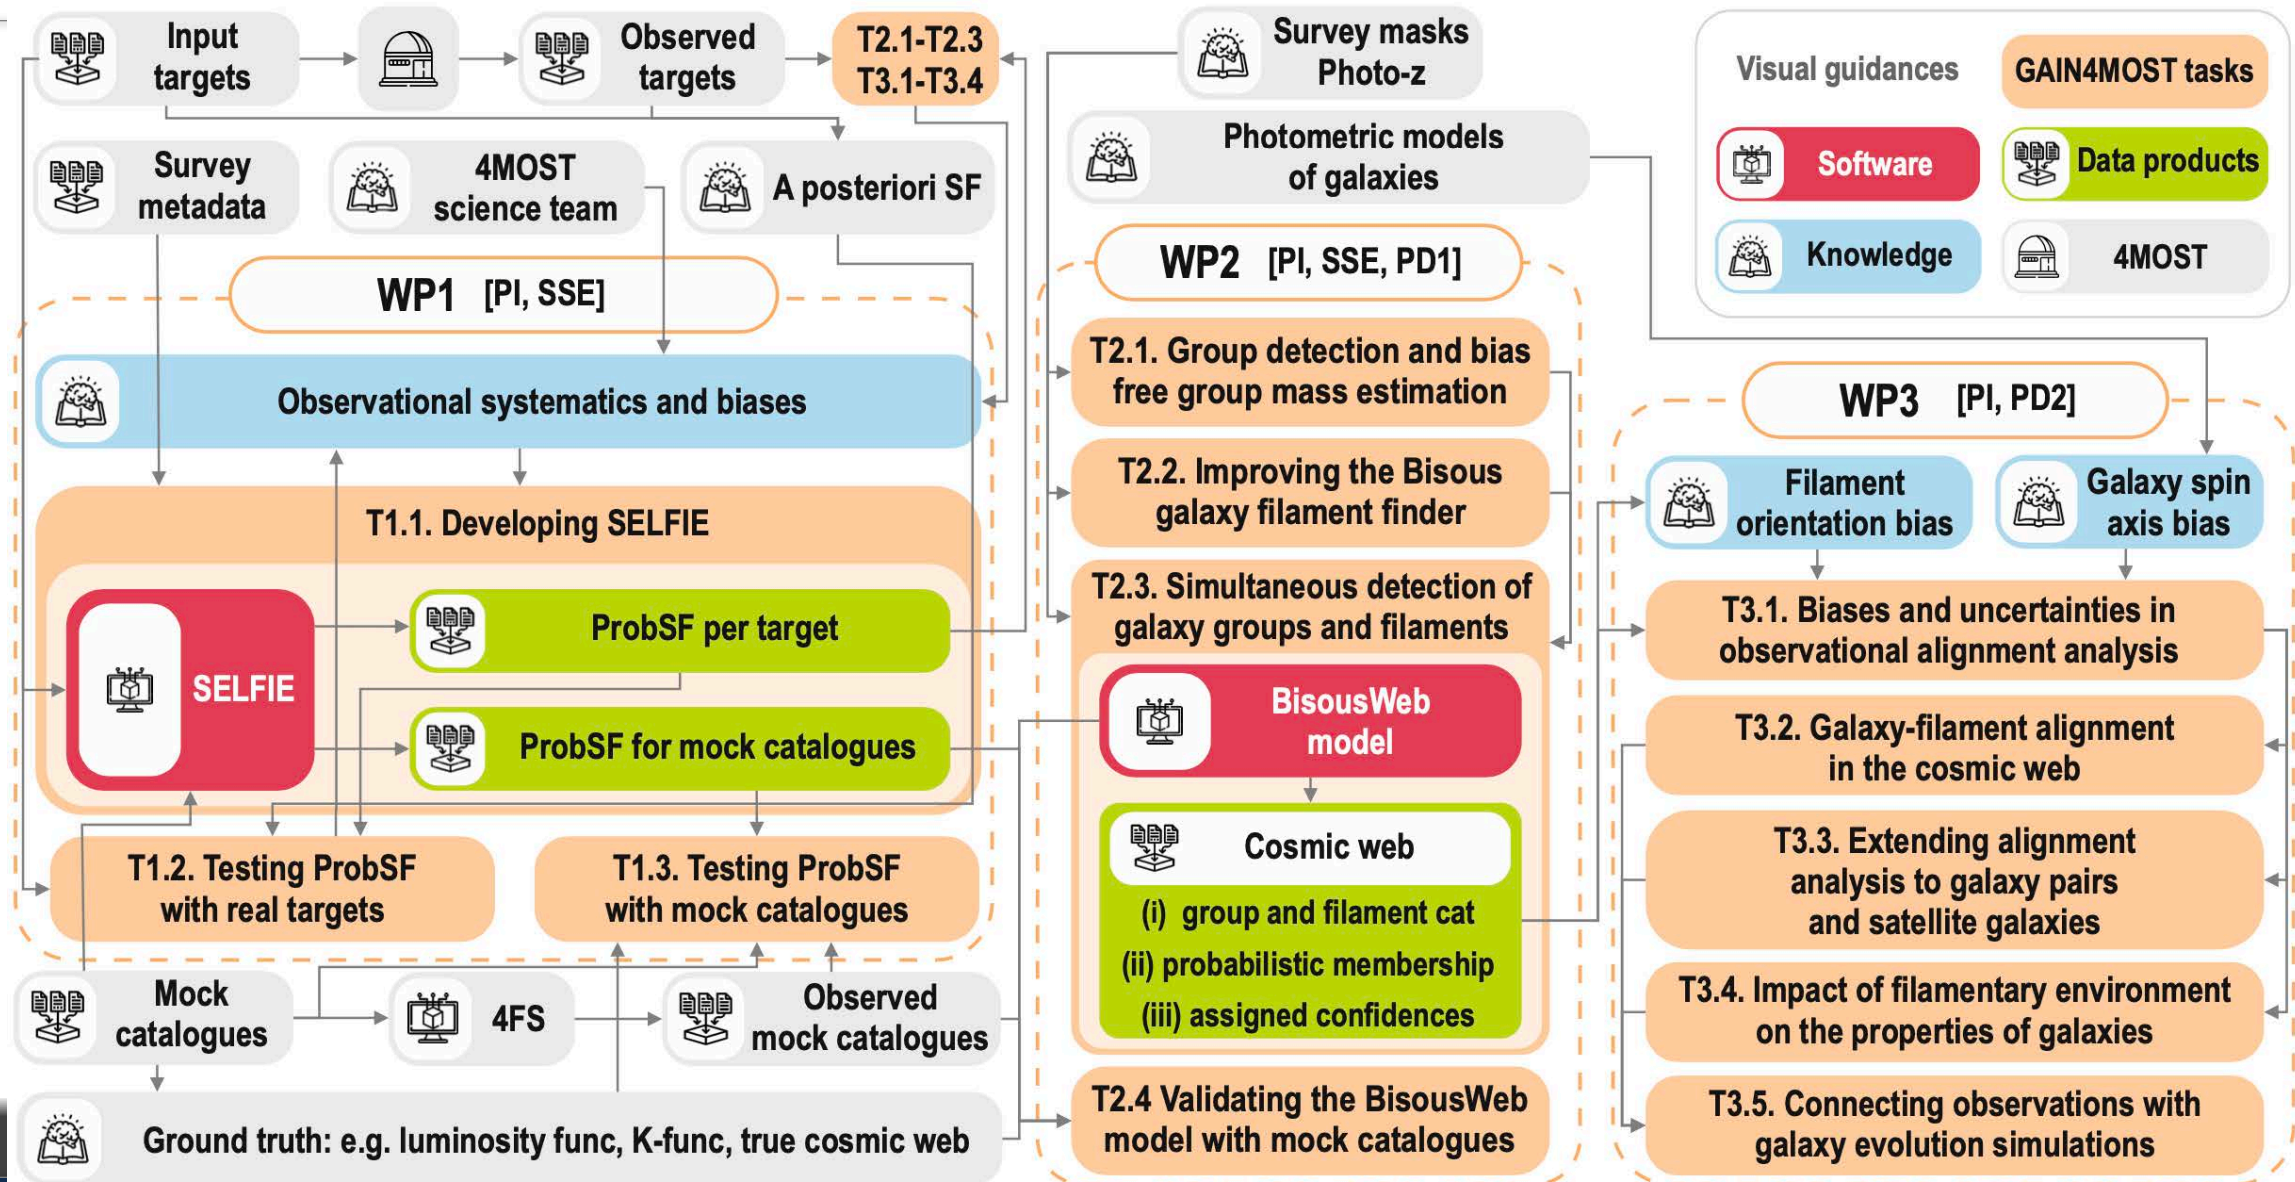 Input
targets
Observed
targets
T2.1-T2.3
T3.1-T3.4
Survey
metadata
4MOST
science team
A posteriori SF
WP1 [PI, SSE]
Observational systematics and biases
T1.1. Developing SELFIE
SELFIE
ProbSF per target
ProbSF for mock catalogues
T1.2. Testing ProbSF
with real targets
T1.3. Testing ProbSF
with mock catalogues
Mock
catalogues
4FS
Observed
mock catalogues
Ground truth: e.g. luminosity func, K-func, true cosmic web
Survey masks
Photo-z
Photometric models
of galaxies
WP2 [PI, SSE, PD1]
T2.1. Group detection and bias
free group mass estimation
T2.2. Improving the Bisous
galaxy filament finder
T2.3. Simultaneous detection of
galaxy groups and filaments
BisousWeb
model
Cosmic web
(i) group and filament cat
(ii) probabilistic membership
(iii) assigned confidences
T2.4 Validating the BisousWeb
model with mock catalogues
Visual guidances
GAIN4MOST tasks
Software
Data products
Knowledge
4MOST
WP3 [PI, PD2]
Filament
orientation bias
Galaxy spin
axis bias
T3.1. Biases and uncertainties in
observational alignment analysis
T3.2. Galaxy-filament alignment
in the cosmic web
T3.3. Extending alignment
analysis to galaxy pairs
and satellite galaxies
T3.4. Impact of filamentary environment
on the properties of galaxies
T3.5. Connecting observations with
galaxy evolution simulations